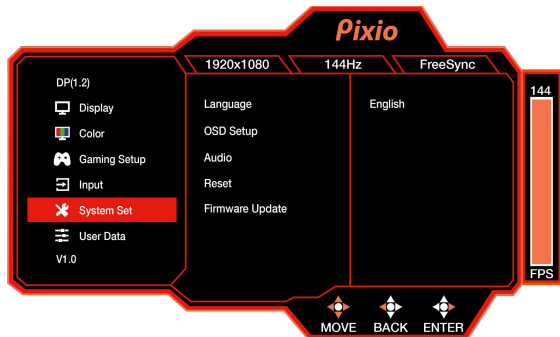 Pixio
1920x1080 144Hz FreeSync
DP(1.2)
Display
Color
Gaming Setup
Input
System Set
User Data
V1.0
Language English
OSD Setup
Audio
Reset
Firmware Update
144
FPS
MOVE BACK ENTER